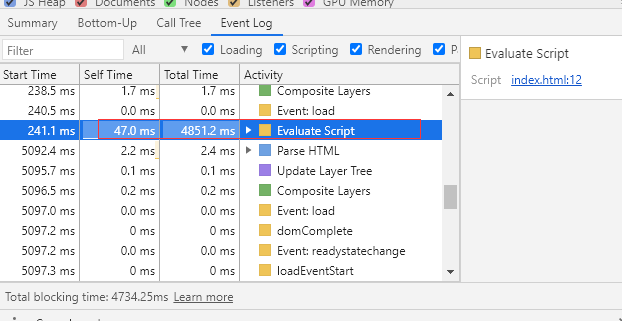 JS Heap Documents Nodes Listeners GPU Memory
Summary Bottom-Up Call Tree Event Log
Filter All ▼ Loading Scripting Rendering
Start Time Self Time Total Time Activity
238.5 ms 1.7 ms 1.7 ms Composite Layers
240.5 ms 0.0 ms 0.0 ms Event: load
241.1 ms 47.0 ms 4851.2 ms Evaluate Script
5092.4 ms 2.2 ms 2.4 ms Parse HTML
5095.7 ms 0.1 ms 0.1 ms Update Layer Tree
5096.5 ms 0.2 ms 0.2 ms Composite Layers
5097.0 ms 0.0 ms 0.0 ms Event: load
5097.2 ms 0 ms 0 ms domComplete
5097.2 ms 0.0 ms 0.0 ms Event: readystatechange
5097.3 ms 0 ms 0 ms loadEventStart
Evaluate Script
Script index.html:12
Total blocking time: 4734.25ms Learn more